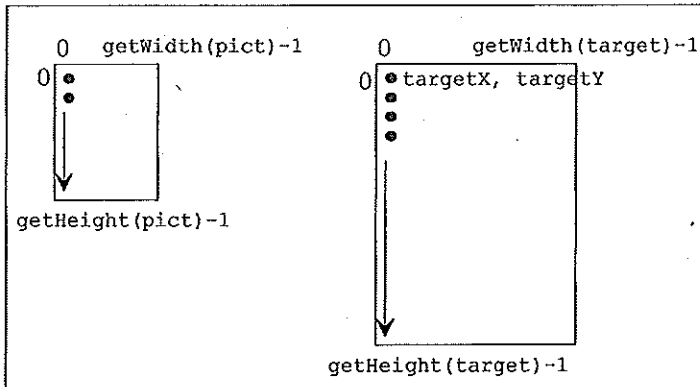 0 getWidth(pict)-1
0
getHeight(pict)-1
0 getWidth(target)-1
0 targetX, targetY
getHeight(target)-1